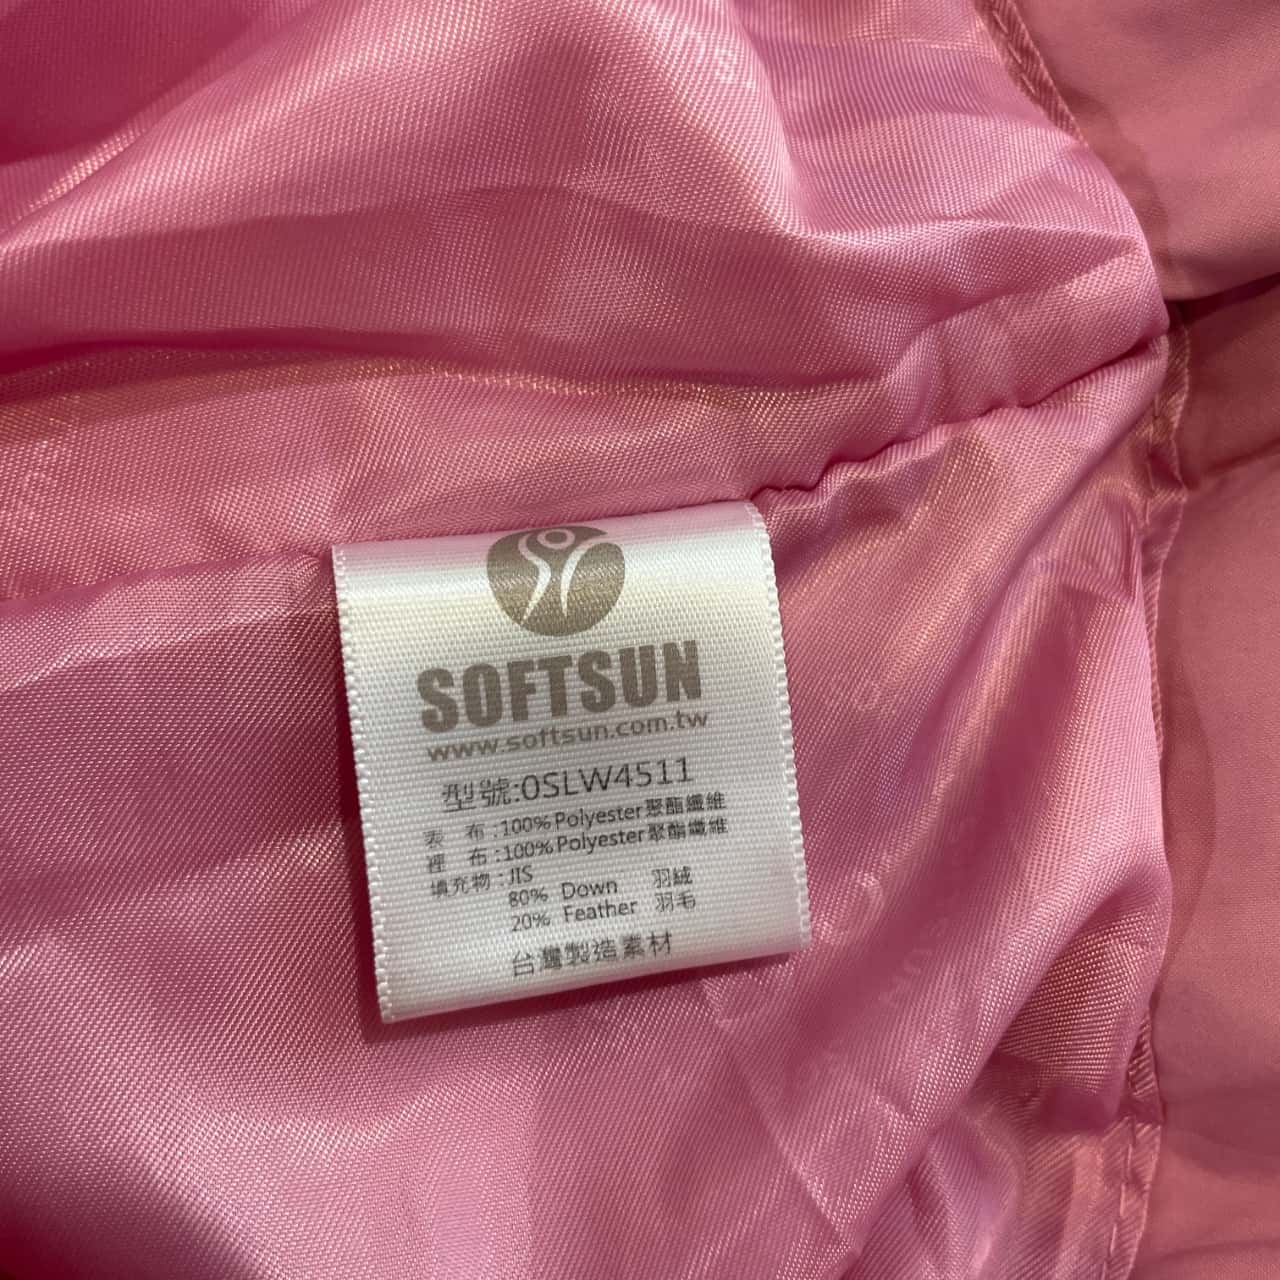 SOFTSUN
www.softsun.com.tw
型號:0SLW4511
表 布:100% Polyester聚酯纖維
裡 布:100% Polyester聚酯纖維
填充物:JIS
80% Down 羽絨
20% Feather 羽毛
台灣製造素材